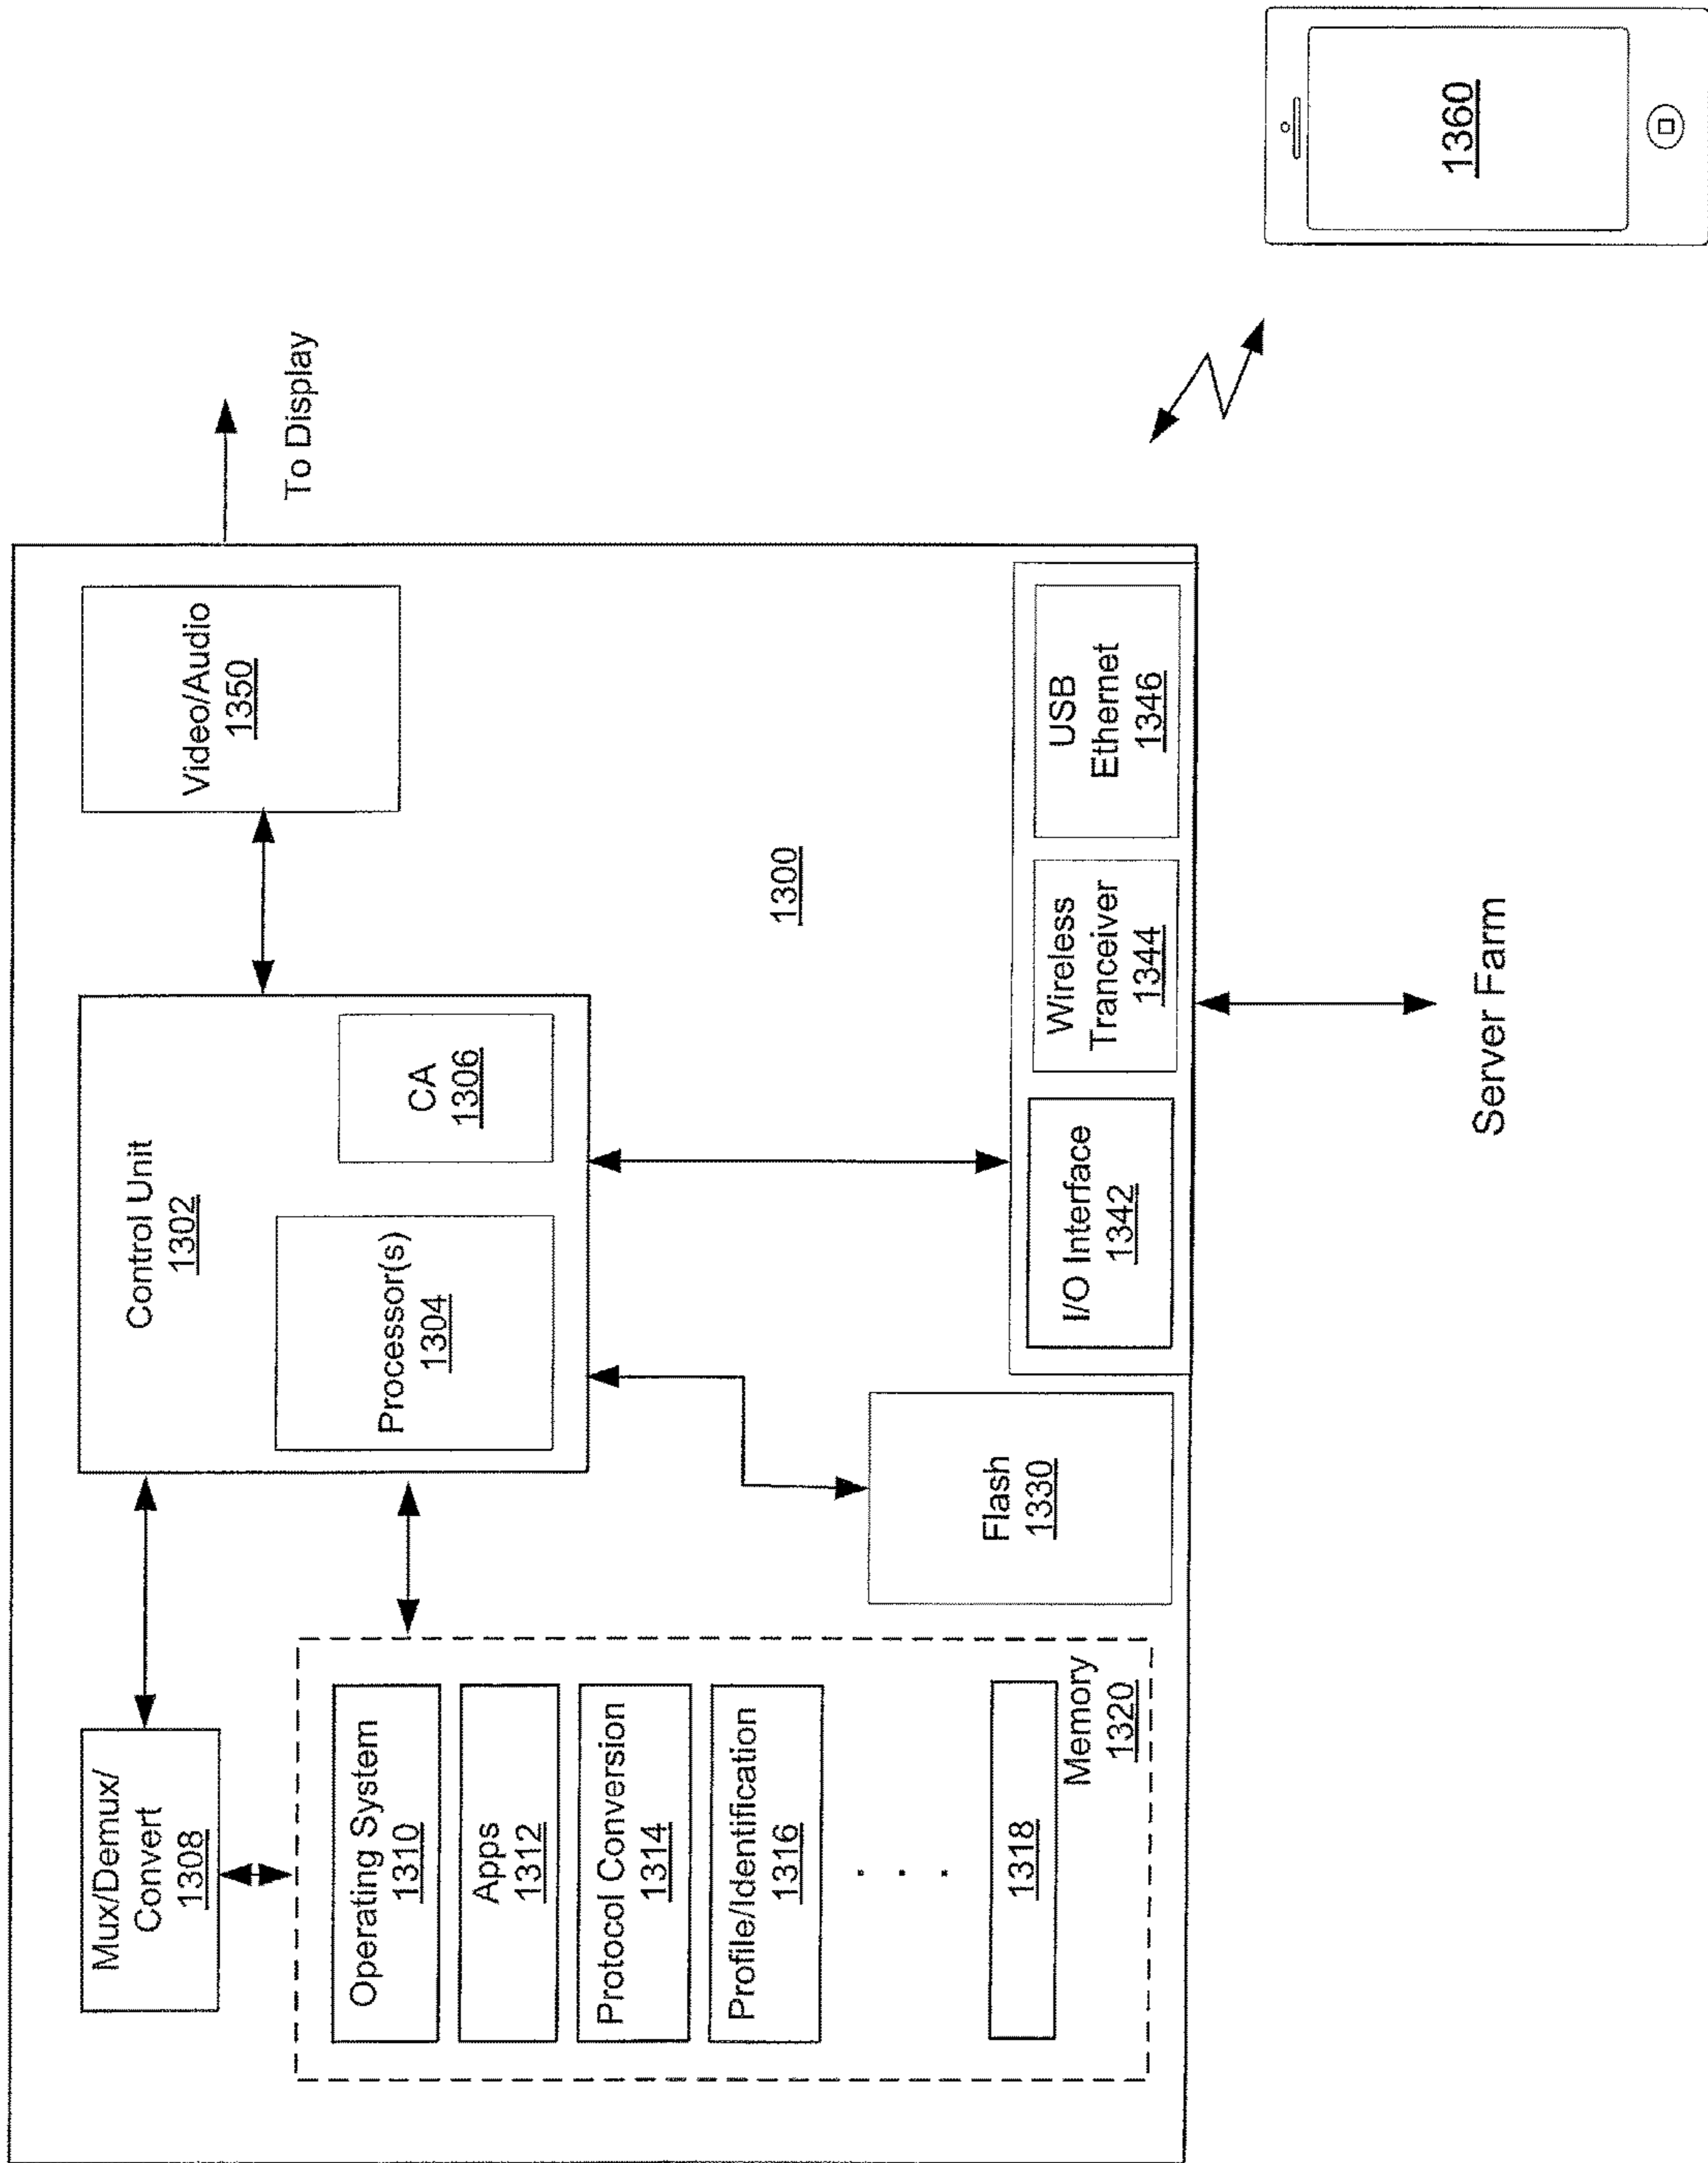 Mux/Demux/
Convert
1308
Control Unit
1302
Processor(s)
1304
CA
1306
Video/Audio
1350
To Display
Operating System
1310
Apps
1312
Protocol Conversion
1314
Profile/Identification
1316
. . .
1318
Memory
1320
Flash
1330
1300
I/O Interface
1342
Wireless
Tranceiver
1344
USB
Ethernet
1346
Server Farm
1360